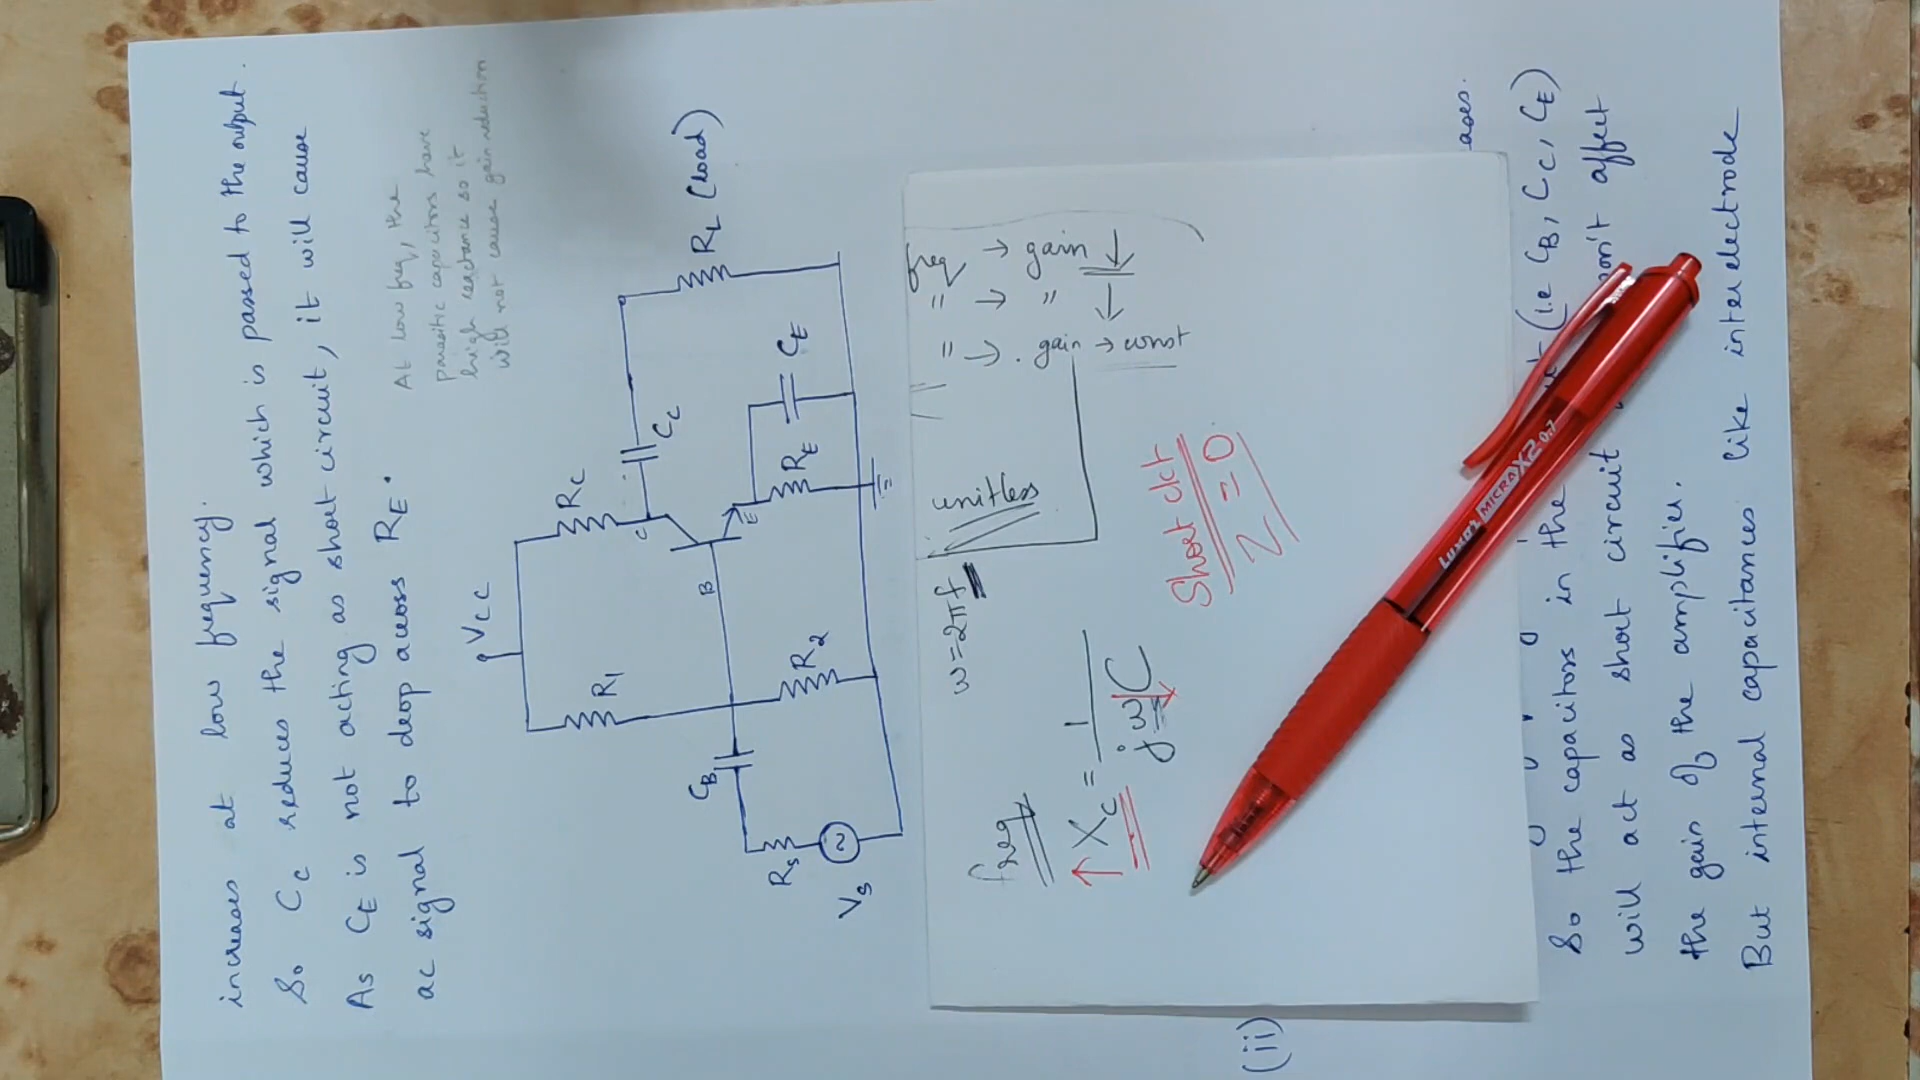 increases at low frequency.
So Cc reduces the signal which is passed to the output.
As CE is not acting as short circuit, it will cause
ac signal to drop across RE.
At low freq, the
parasitic capacitors have
high reactance so it
will not cause gain reduction
VCC
R1
RC
C
CC
RL (load)
CB
B
E
RE
CE
RS
R2
VS
freq → gain ↓
" → " ↓
" → . gain → const
unitless
ω=2πf
freq
↑ Xc = 1
jωC ↓
Short ckt
Z = 0
ases.
(ii)
So the capacitors in the (i.e CB, CC, CE)
will act as short circuit on't affect
the gain of the amplifier.
But internal capacitances like interelectrode
LUXOR MICRA X2 0.7